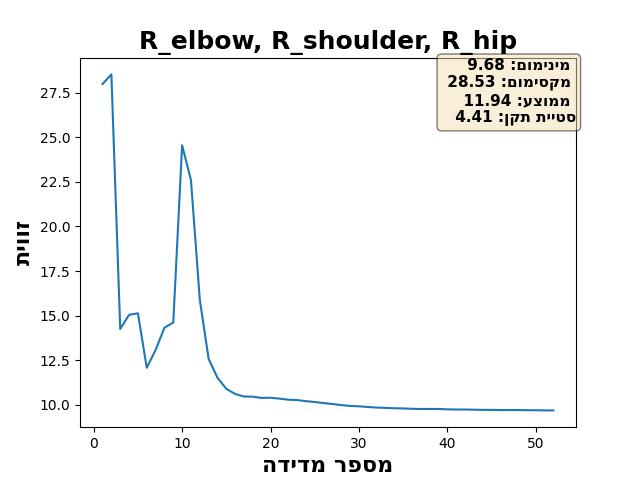 R_elbow, R_shoulder, R_hip
מינימום: 9.68
מקסימום: 28.53
ממוצע: 11.94
סטיית תקן: 4.41
זווית
27.5
25.0
22.5
20.0
17.5
15.0
12.5
10.0
0 10 20 30 40 50
מספר מדידה